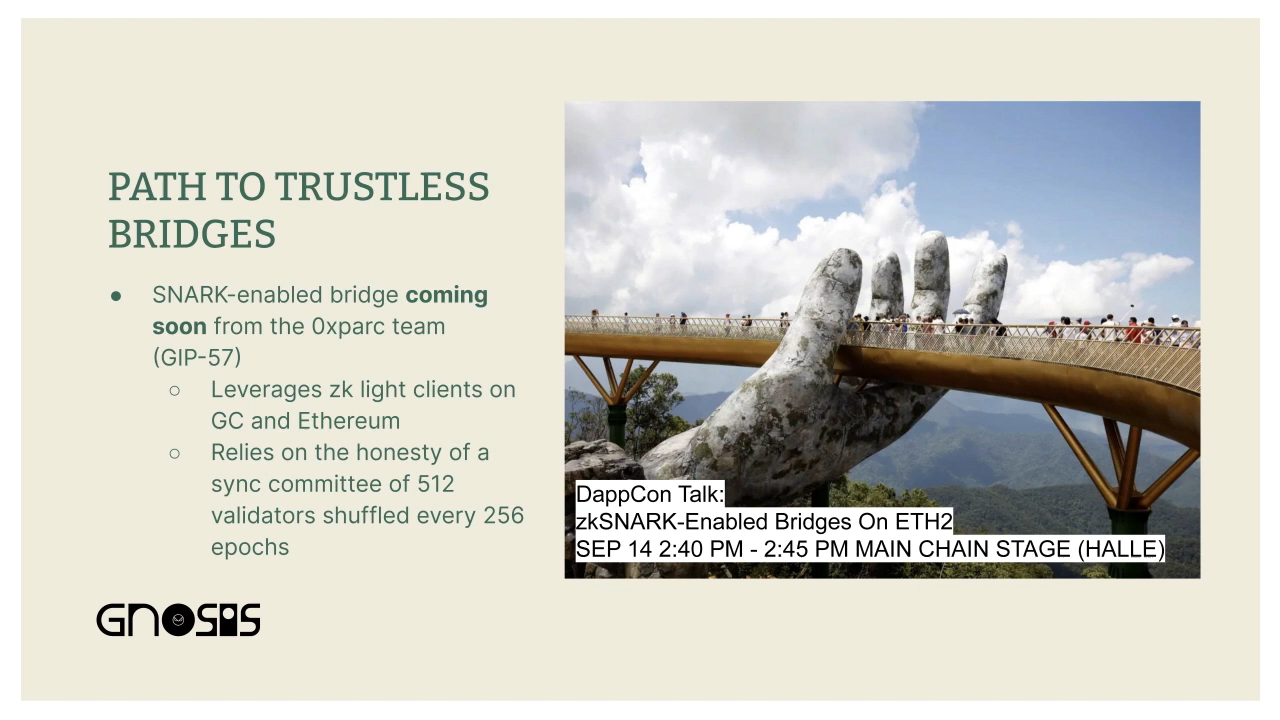 PATH TO TRUSTLESS
BRIDGES
● SNARK-enabled bridge coming
soon from the 0xparc team
(GIP-57)
○ Leverages zk light clients on
GC and Ethereum
○ Relies on the honesty of a
sync committee of 512
validators shuffled every 256
epochs
DappCon Talk:
zkSNARK-Enabled Bridges On ETH2
SEP 14 2:40 PM - 2:45 PM MAIN CHAIN STAGE (HALLE)
GNOSIS